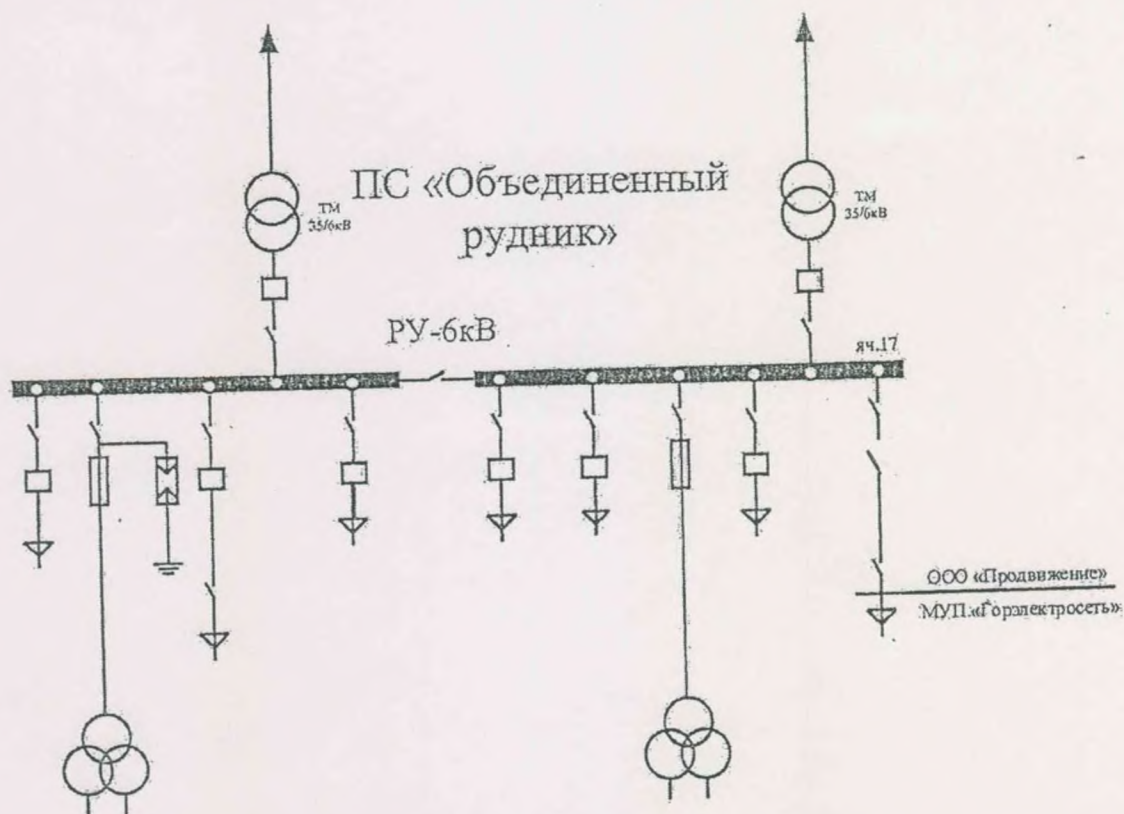 ПС «Объединенный
рудник»
ТМ
35/6кВ
ТМ
35/6кВ
РУ-6кВ
яч.17
ООО «Продвижение»
МУП.«Горэлектросеть»